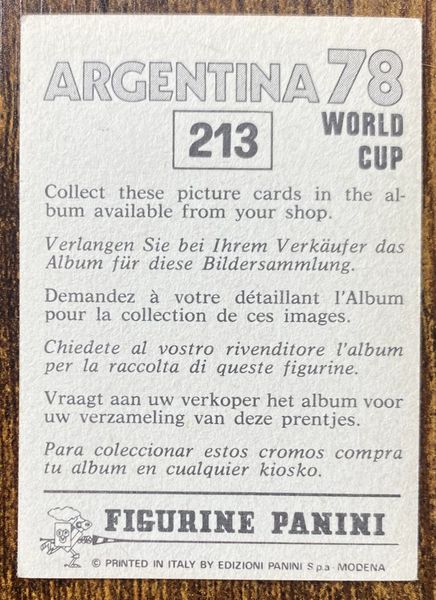 ARGENTINA 78
213
WORLD
CUP
Collect these picture cards in the al-
bum available from your shop.
Verlangen Sie bei Ihrem Verkäufer das
Album für diese Bildersammlung.
Demandez à votre détaillant l'Album
pour la collection de ces images.
Chiedete al vostro rivenditore l'album
per la raccolta di queste figurine.
Vraagt aan uw verkoper het album voor
uw verzameling van deze prentjes.
Para coleccionar estos cromos compra
tu album en cualquier kiosko.
FIGURINE PANINI
© PRINTED IN ITALY BY EDIZIONI PANINI S.p.a - MODENA